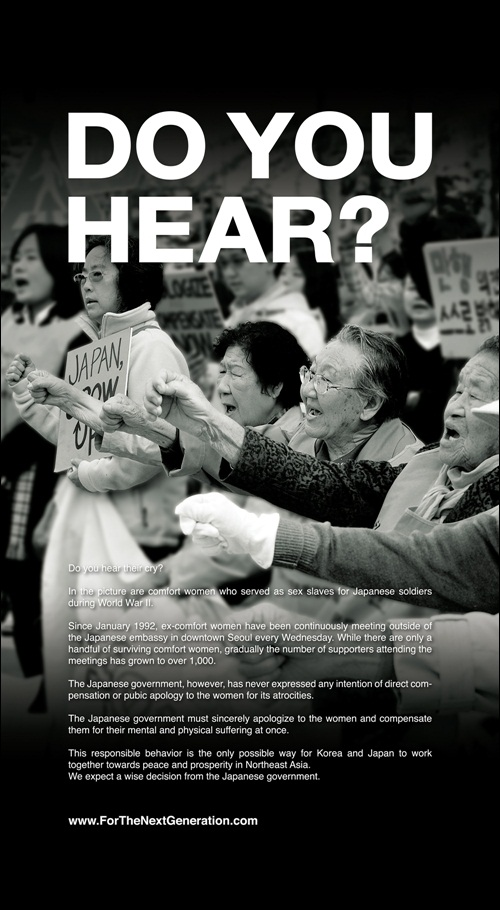 DO YOU
HEAR?
LOGIZE
JAPAN,
GROW
UP
Do you hear their cry?
In the picture are comfort women who served as sex slaves for Japanese soldiers
during World War II.
Since January 1992, ex-comfort women have been continuously meeting outside of
the Japanese embassy in downtown Seoul every Wednesday. While there are only a
handful of surviving comfort women, gradually the number of supporters attending the
meetings has grown to over 1,000.
The Japanese government, however, has never expressed any intention of direct com-
pensation or pubic apology to the women for its atrocities.
The Japanese government must sincerely apologize to the women and compensate
them for their mental and physical suffering at once.
This responsible behavior is the only possible way for Korea and Japan to work
together towards peace and prosperity in Northeast Asia.
We expect a wise decision from the Japanese government.
www.ForTheNextGeneration.com